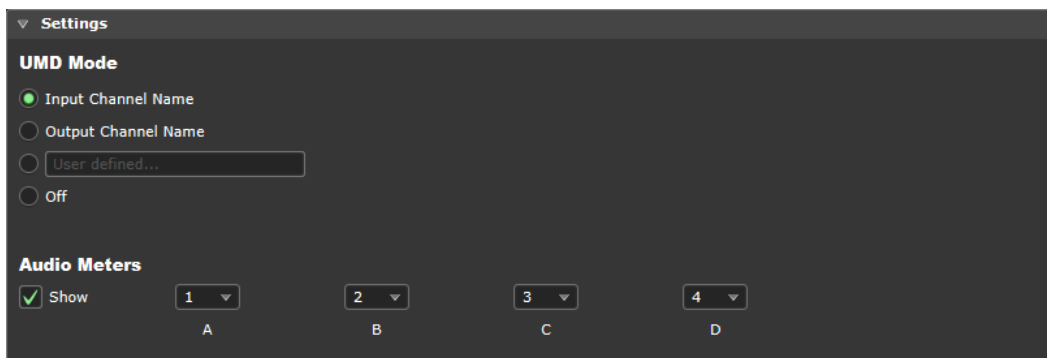 Settings
UMD Mode
Input Channel Name
Output Channel Name
User defined...
Off
Audio Meters
Show 1 2 3 4
A B C D